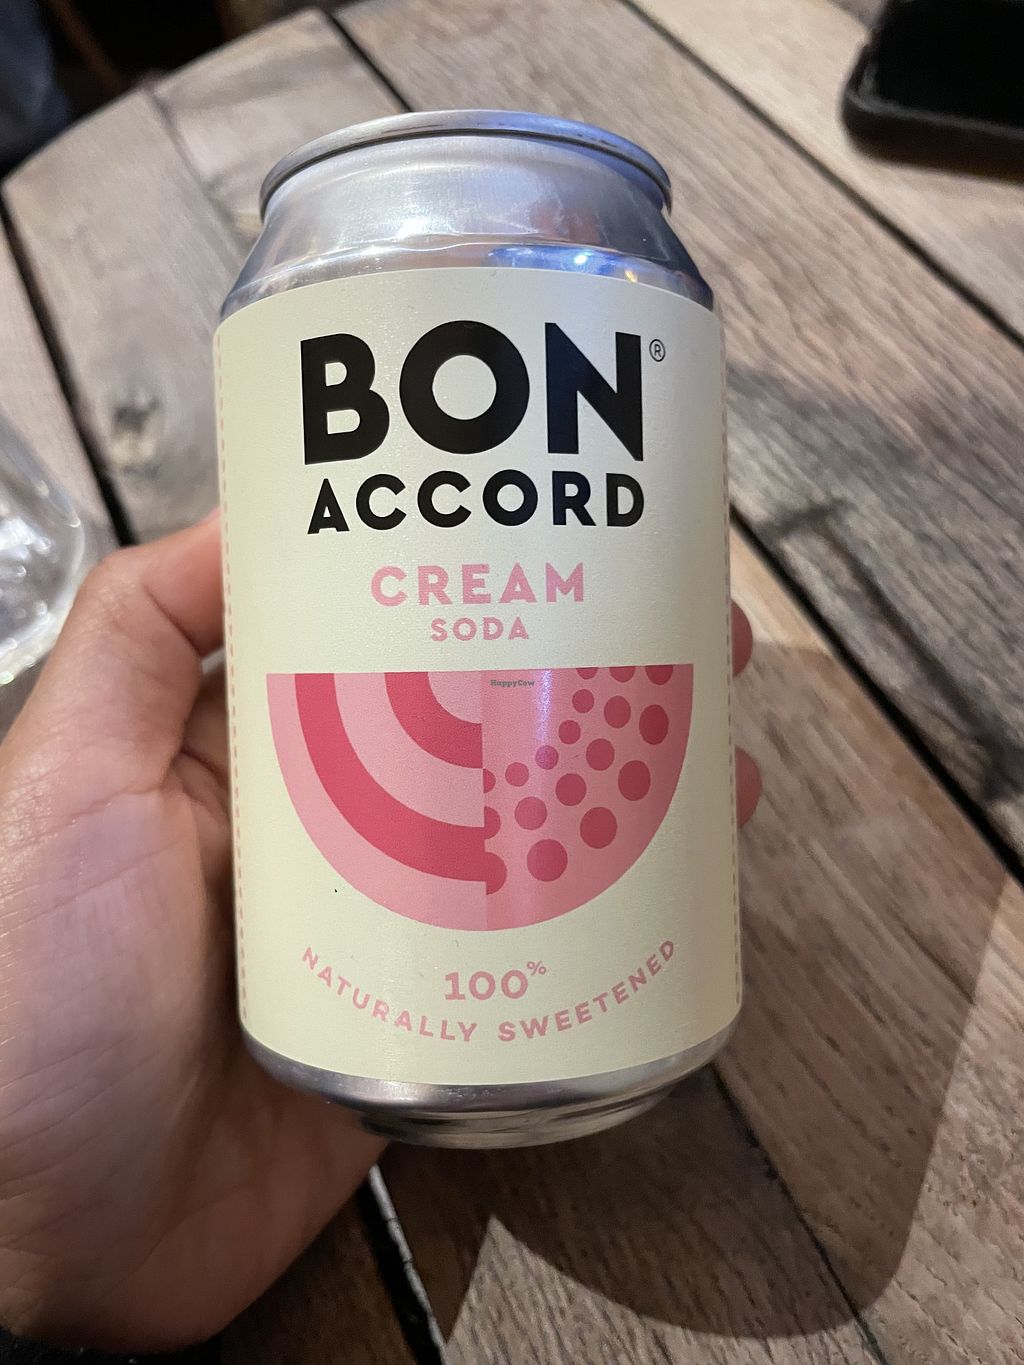 BON®
ACCORD
CREAM
SODA
HappyCow
100%
NATURALLY SWEETENED